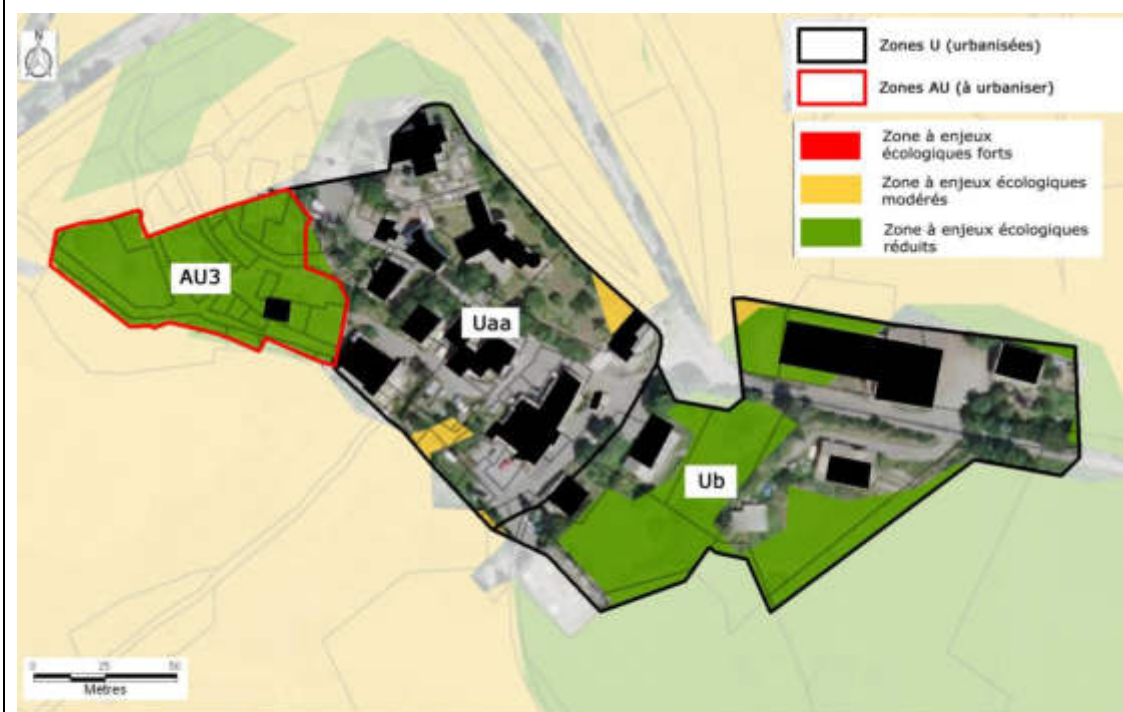 N
Zones U (urbanisées)
Zones AU (à urbaniser)
Zone à enjeux
écologiques forts
Zone à enjeux écologiques
modérés
Zone à enjeux écologiques
réduits
AU3
Uaa
Ub
0 25 50
Mètres